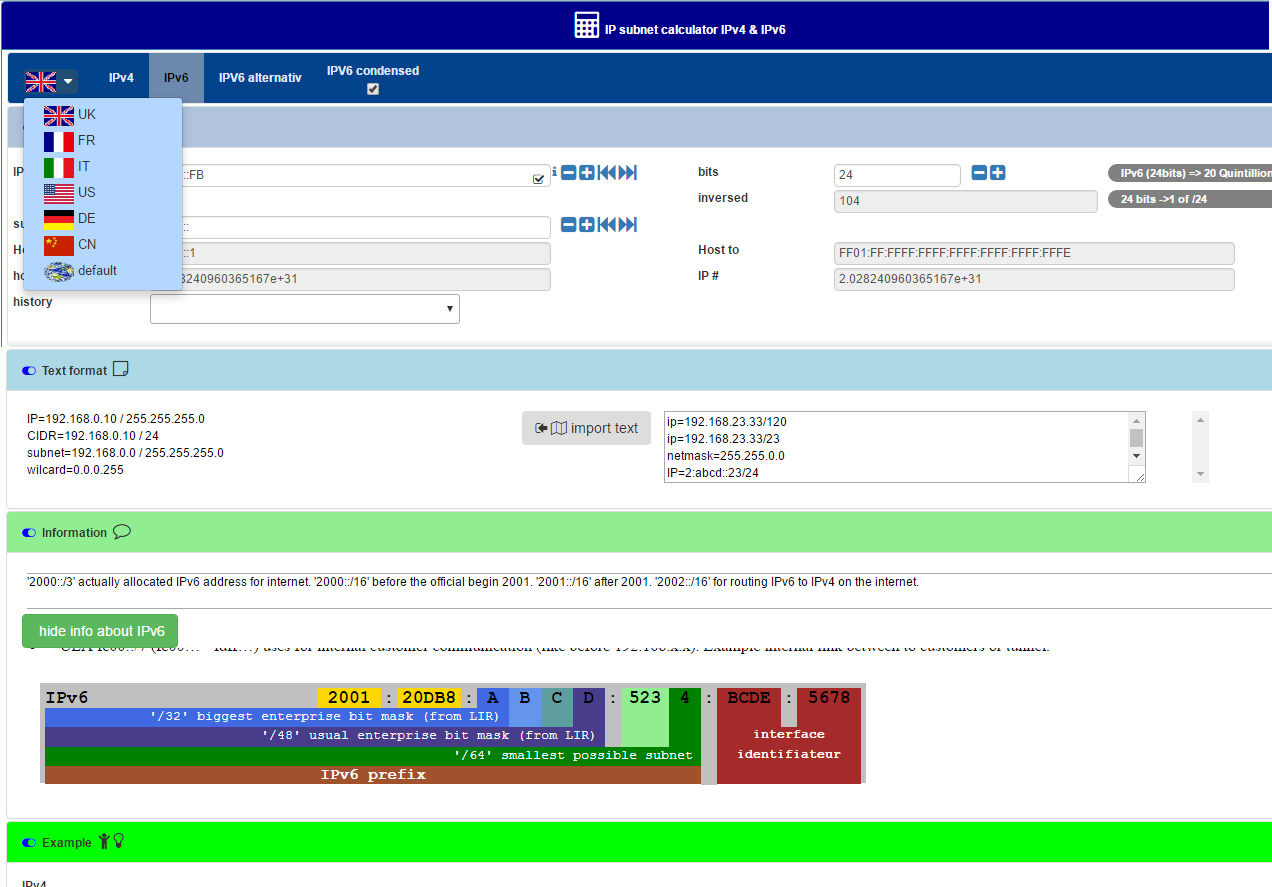 IP subnet calculator IPv4 & IPv6
IPv4 IPv6 IPV6 alternativ IPV6 condensed
UK
FR
IT
US
DE
CN
default
IP ::FB bits 24 IPv6 (24bits) => 20 Quintillion
inversed 104 24 bits ->1 of /24
su ::
Ho ::1 Host to FF01:FF:FFFF:FFFF:FFFF:FFFF:FFFF:FFFE
ho 8240960365167e+31 IP # 2.028240960365167e+31
history
Text format
IP=192.168.0.10 / 255.255.255.0
CIDR=192.168.0.10 / 24
subnet=192.168.0.0 / 255.255.255.0
wilcard=0.0.0.255
import text
ip=192.168.23.33/120
ip=192.168.23.33/23
netmask=255.255.0.0
IP=2:abcd::23/24
Information
'2000::/3' actually allocated IPv6 address for internet. '2000::/16' before the official begin 2001. '2001::/16' after 2001. '2002::/16' for routing IPv6 to IPv4 on the internet.
hide info about IPv6
uses for internal customer communication (like before 192.168.x.x). Example internal link between to customers or tunnel.
IPv6 2001 : 20DB8 : A B C D : 523 4 : BCDE : 5678
'/32' biggest enterprise bit mask (from LIR)
'/48' usual enterprise bit mask (from LIR) interface
'/64' smallest possible subnet identifiateur
IPv6 prefix
Example
IPv4